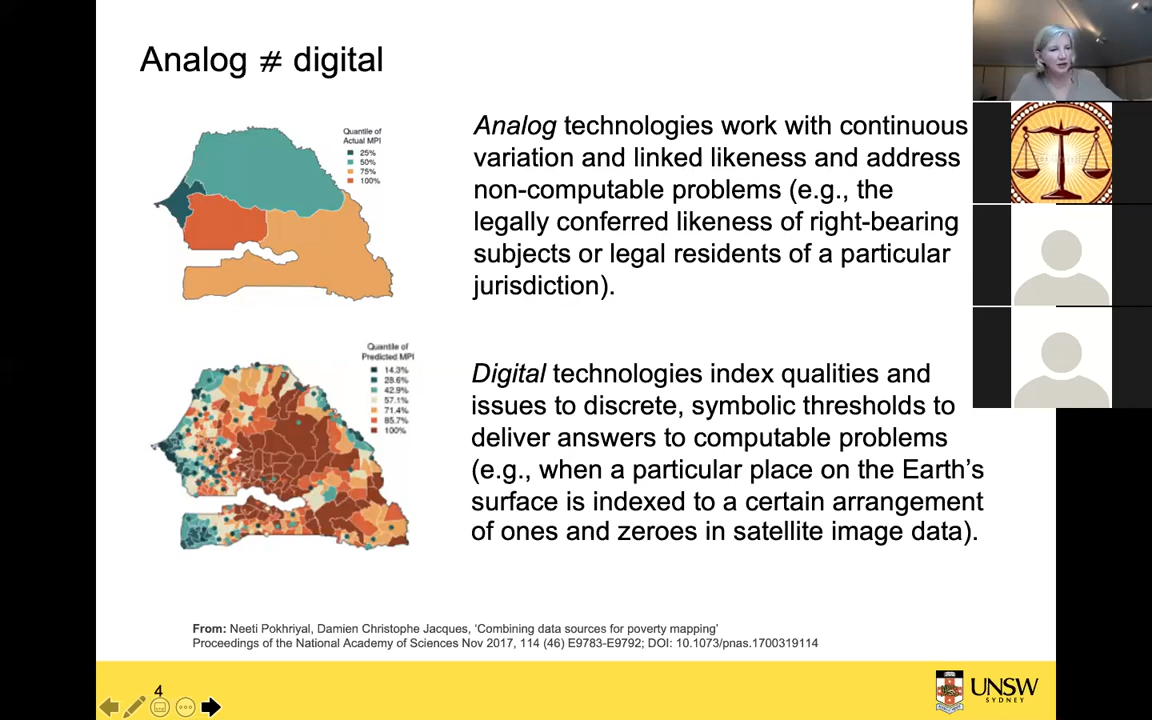 Analog ≠ digital
Quantile of
Actual MPI
25%
50%
75%
100%
Analog technologies work with continuous
variation and linked likeness and address
non-computable problems (e.g., the
legally conferred likeness of right-bearing
subjects or legal residents of a particular
jurisdiction).
Quantile of
Predicted MPI
14.3%
28.6%
42.9%
57.1%
71.4%
85.7%
100%
Digital technologies index qualities and
issues to discrete, symbolic thresholds to
deliver answers to computable problems
(e.g., when a particular place on the Earth's
surface is indexed to a certain arrangement
of ones and zeroes in satellite image data).
From: Neeti Pokhriyal, Damien Christophe Jacques, 'Combining data sources for poverty mapping'
Proceedings of the National Academy of Sciences Nov 2017, 114 (46) E9783-E9792; DOI: 10.1073/pnas.1700319114
4
UNSW
SYDNEY